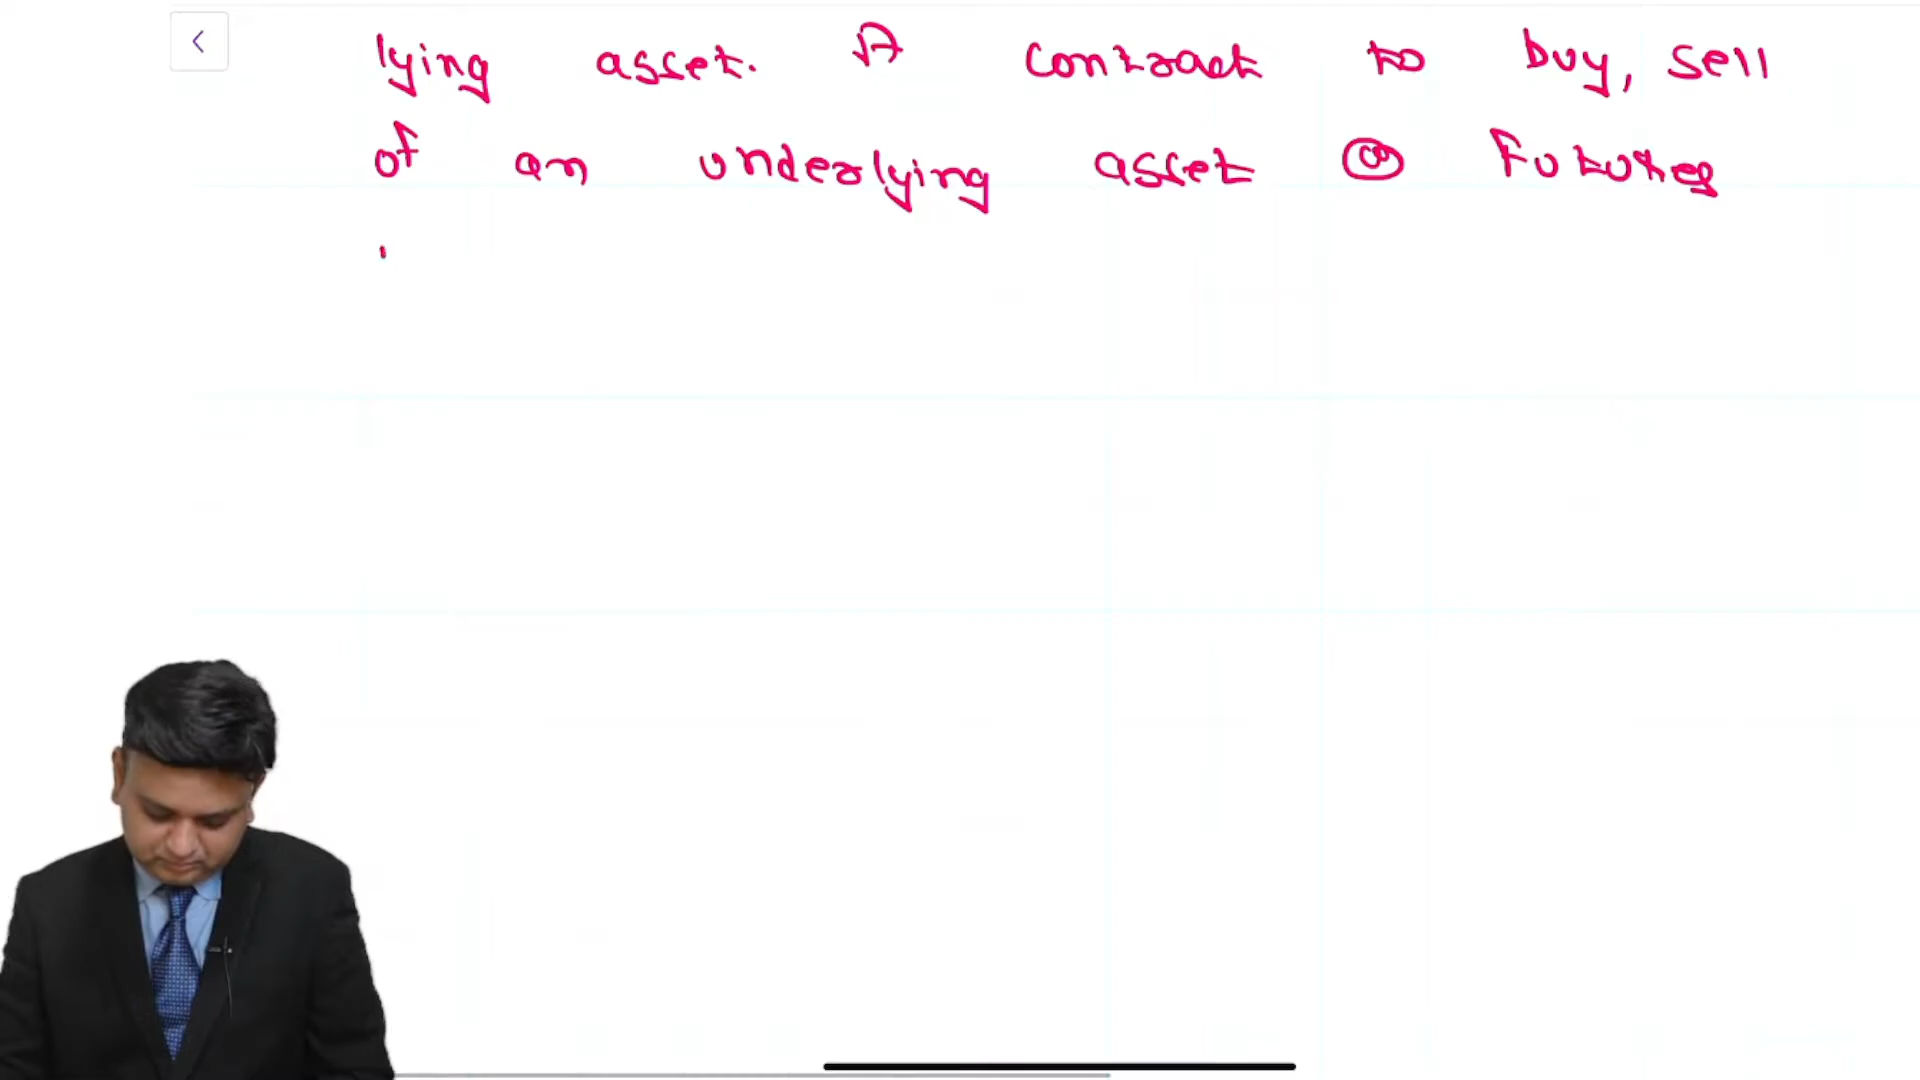 lying asset. A contract to buy, sell
of an underlying asset @ Futures